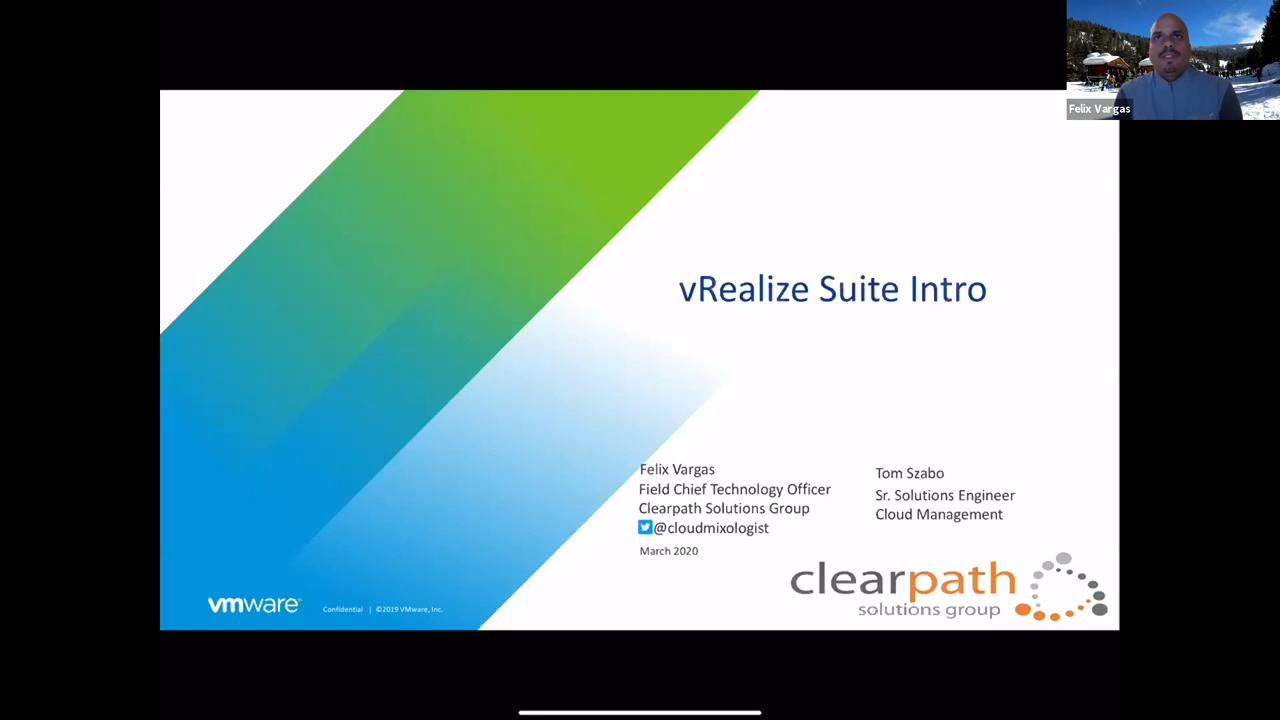 Felix Vargas
vRealize Suite Intro
Felix Vargas
Field Chief Technology Officer
Clearpath Solutions Group
@cloudmixologist
March 2020
Tom Szabo
Sr. Solutions Engineer
Cloud Management
clearpath
solutions group
vmware
Confidential | ©2019 VMware, Inc.